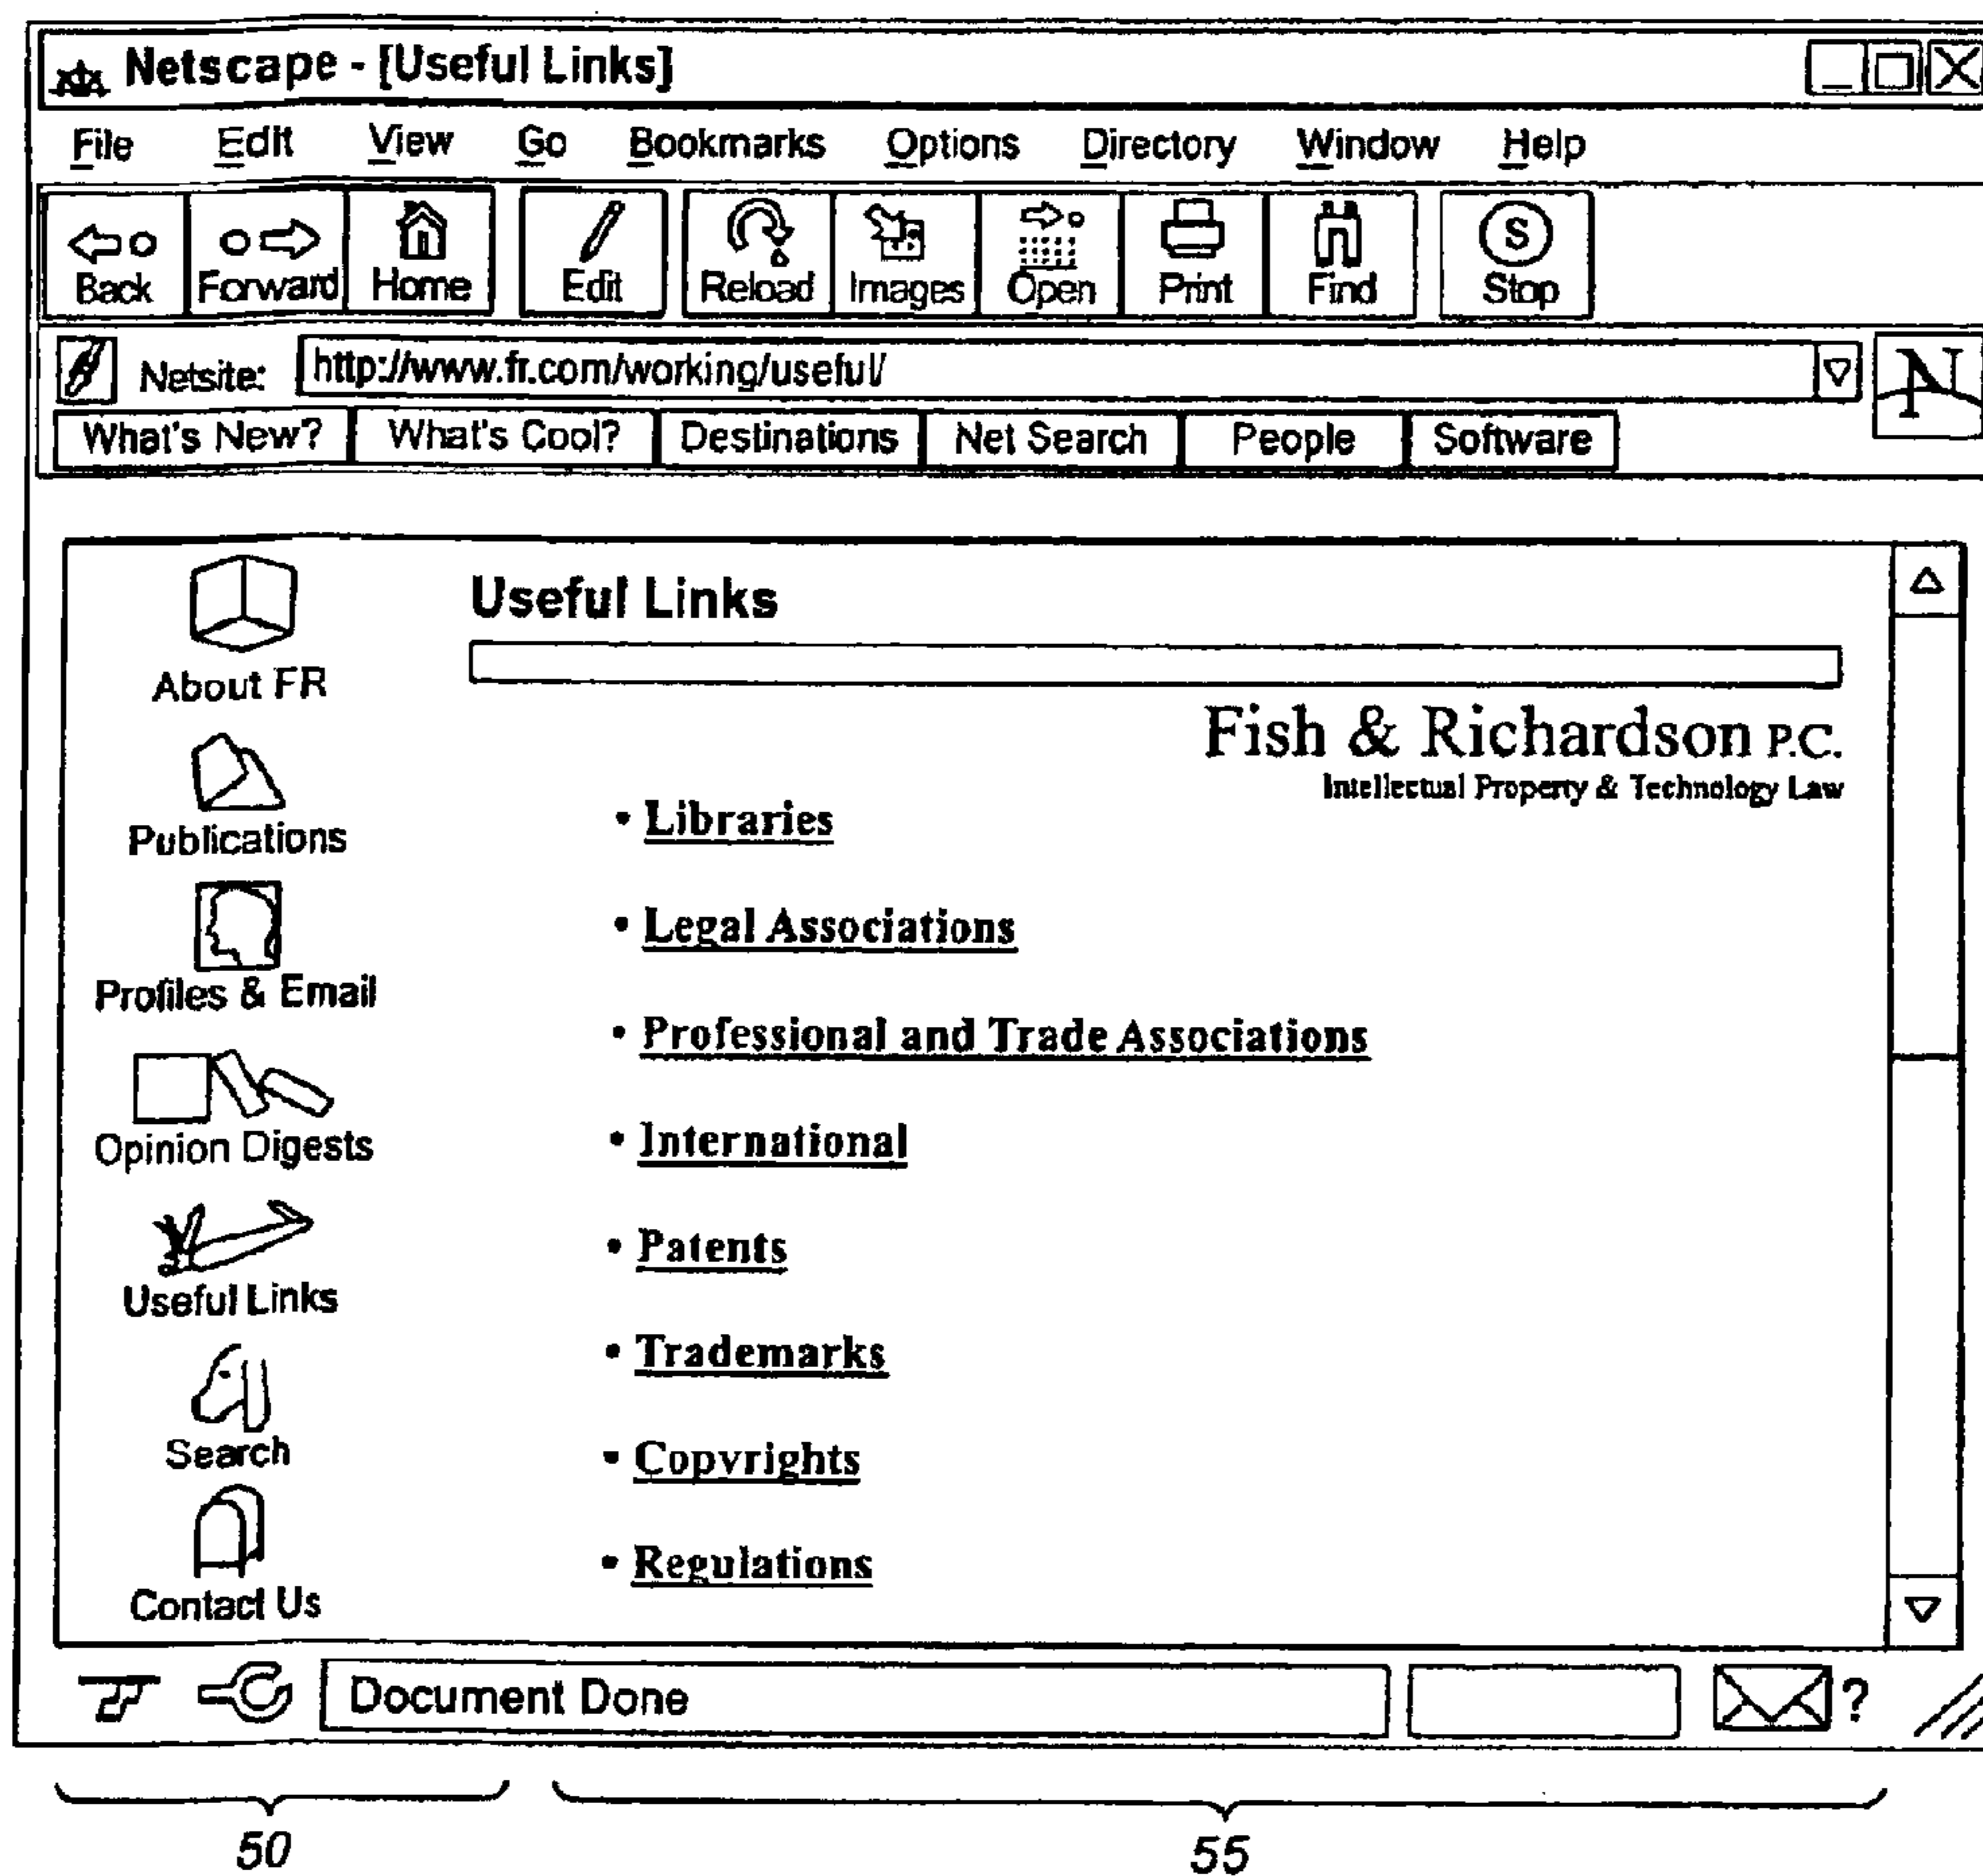 Netscape - [Useful Links]
File Edit View Go Bookmarks Options Directory Window Help
Back Forward Home Edit Reload Images Open Print Find Stop
Netsite: http://www.fr.com/working/useful/
N
What's New? What's Cool? Destinations Net Search People Software
Useful Links
About FR
Publications
Profiles & Email
Opinion Digests
Useful Links
Search
Contact Us
Fish & Richardson P.C.
Intellectual Property & Technology Law
• Libraries
• Legal Associations
• Professional and Trade Associations
• International
• Patents
• Trademarks
• Copyrights
• Regulations
Document Done
?
50 55